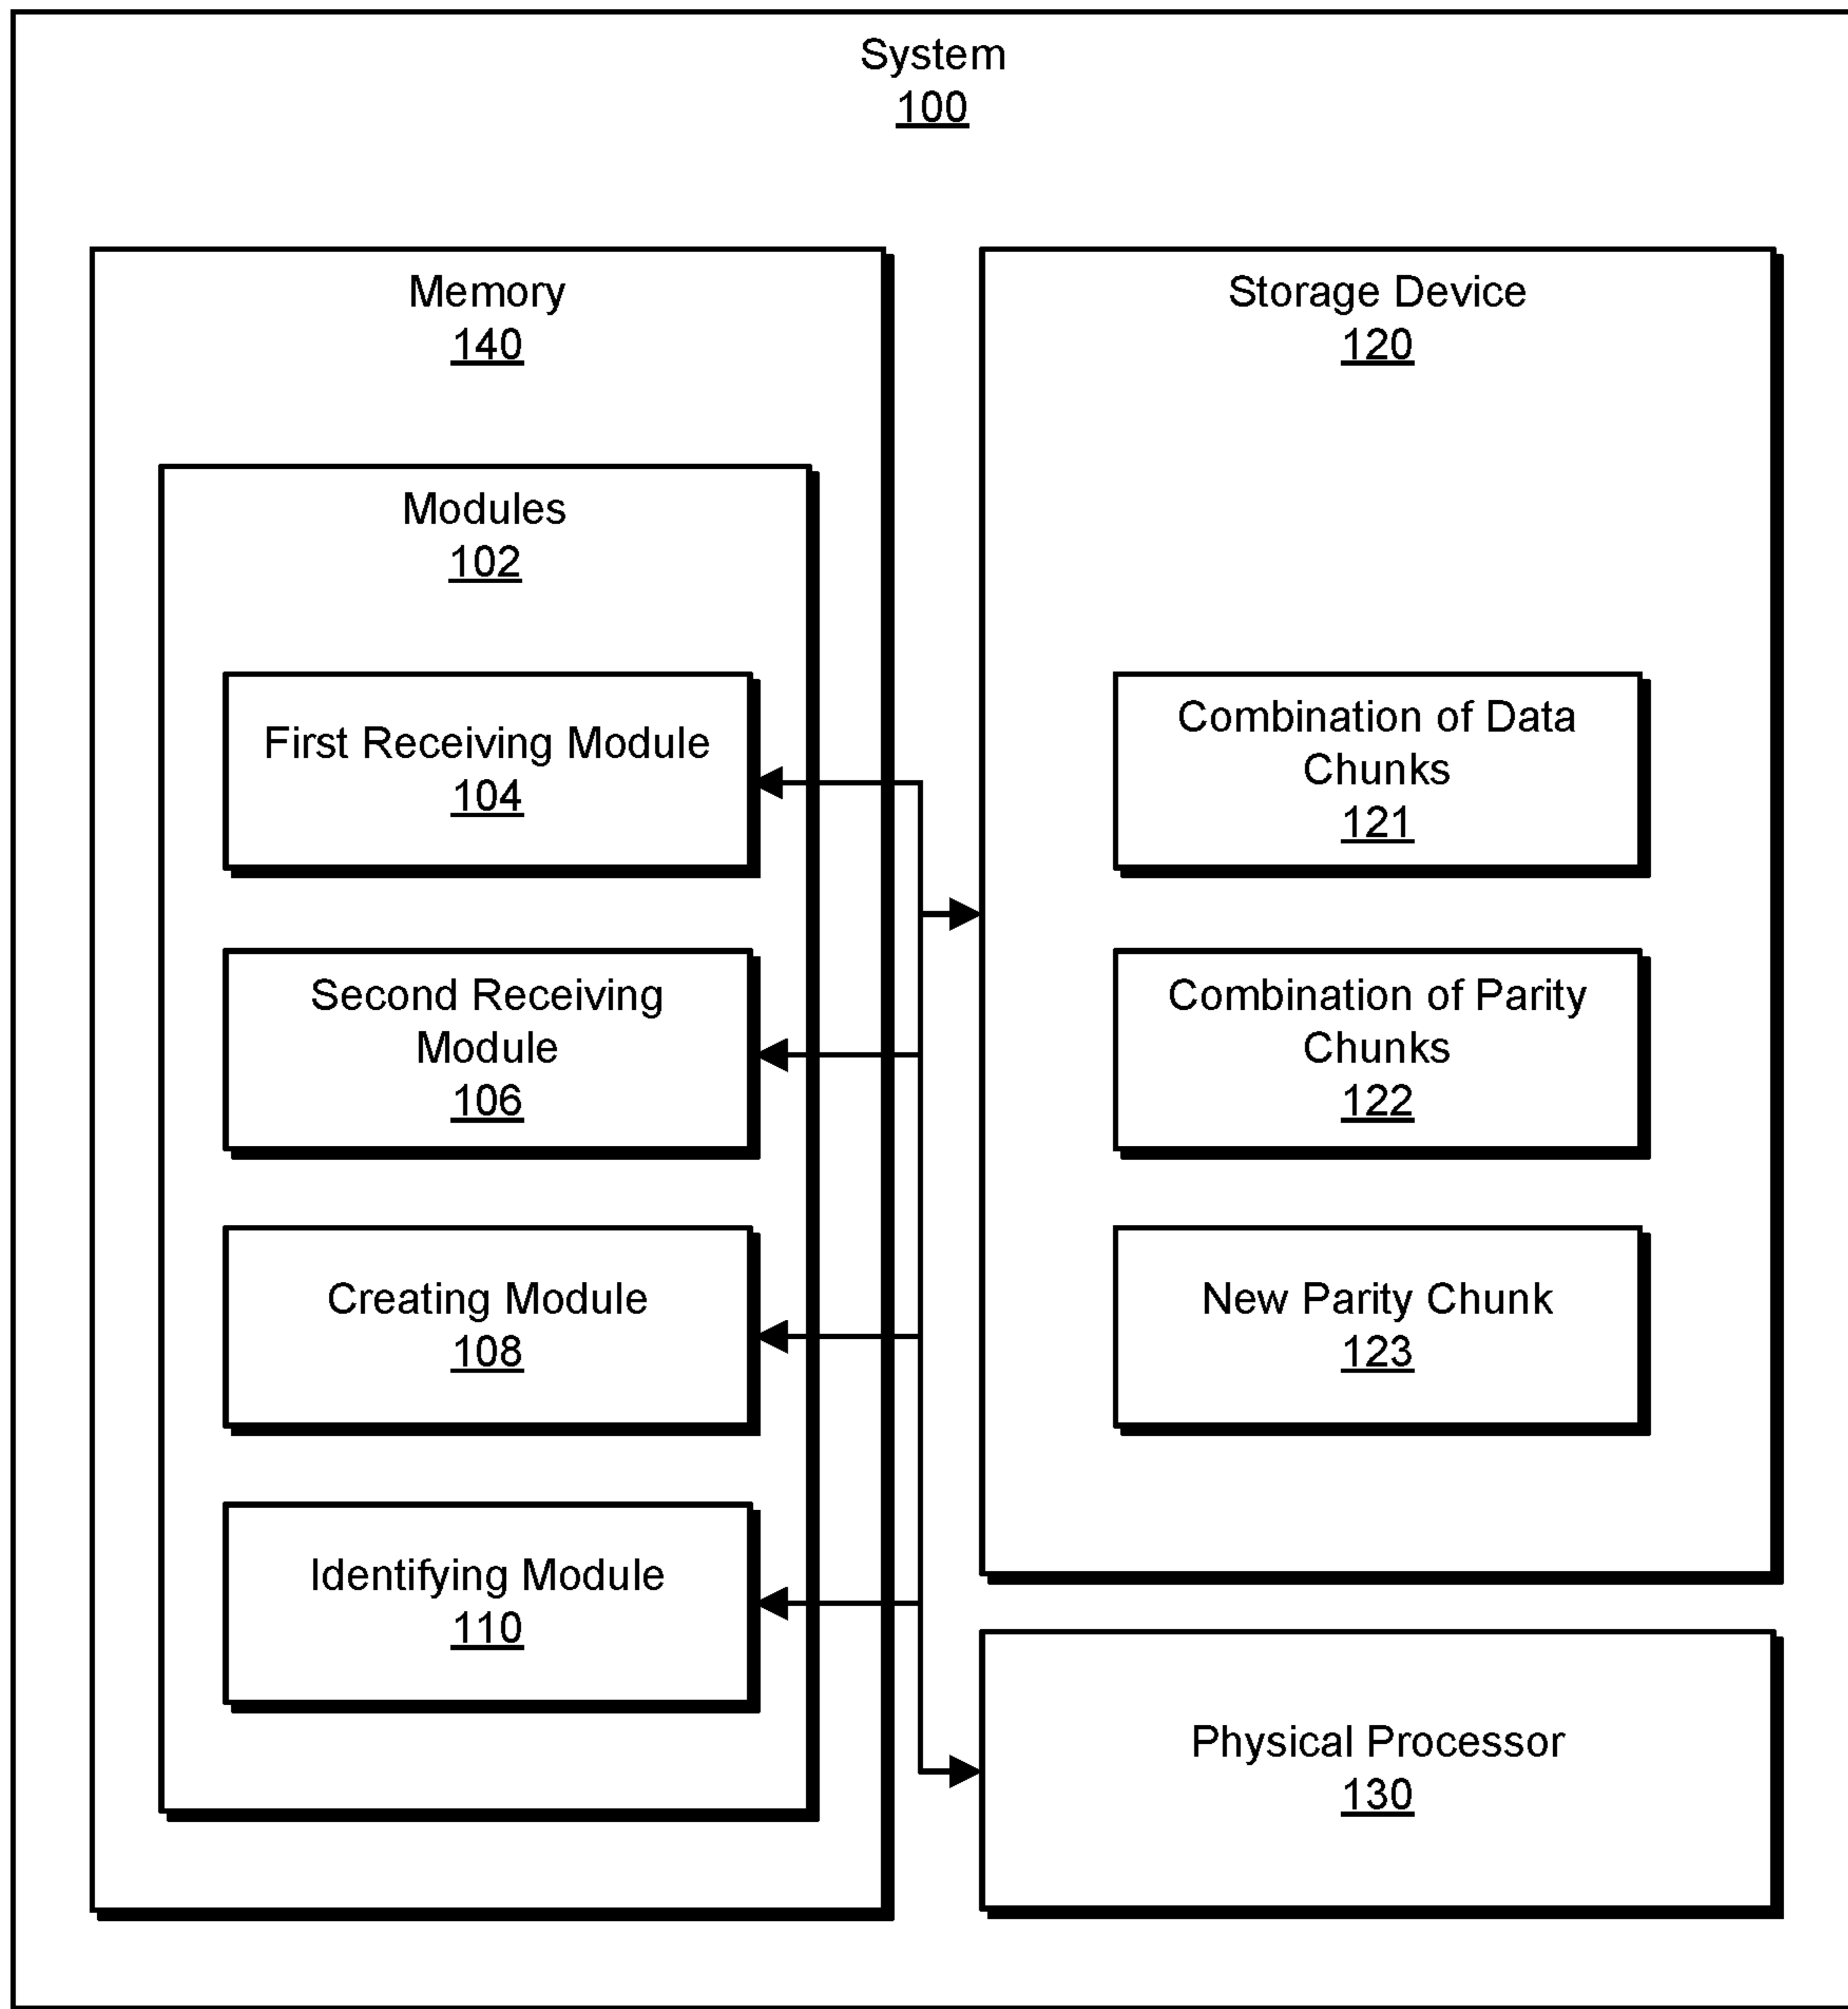 System
100
Memory
140
Modules
102
First Receiving Module
104
Second Receiving
Module
106
Creating Module
108
Identifying Module
110
Storage Device
120
Combination of Data
Chunks
121
Combination of Parity
Chunks
122
New Parity Chunk
123
Physical Processor
130